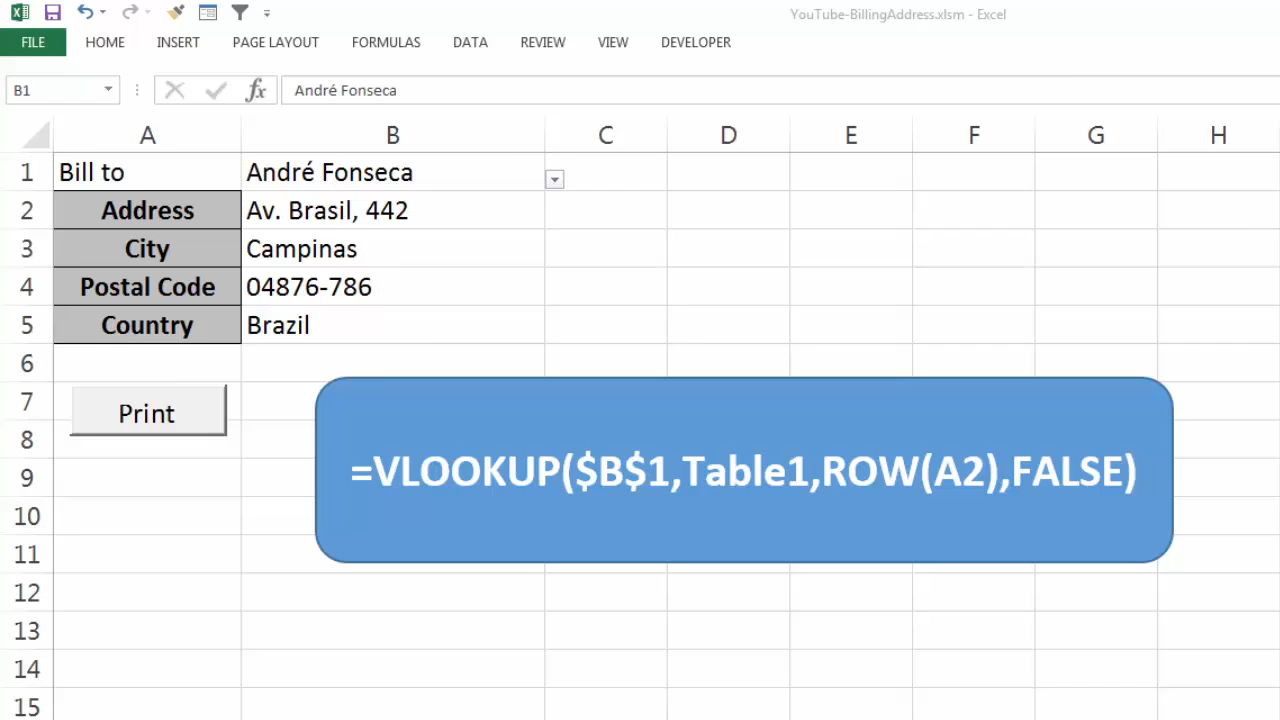 YouTube-BillingAddress.xlsm - Excel
FILE HOME INSERT PAGE LAYOUT FORMULAS DATA REVIEW VIEW DEVELOPER
B1 fx André Fonseca
A B C D E F G H
1 Bill to André Fonseca
2 Address Av. Brasil, 442
3 City Campinas
4 Postal Code 04876-786
5 Country Brazil
6
7
Print
8
=VLOOKUP($B$1,Table1,ROW(A2),FALSE)
9
10
11
12
13
14
15